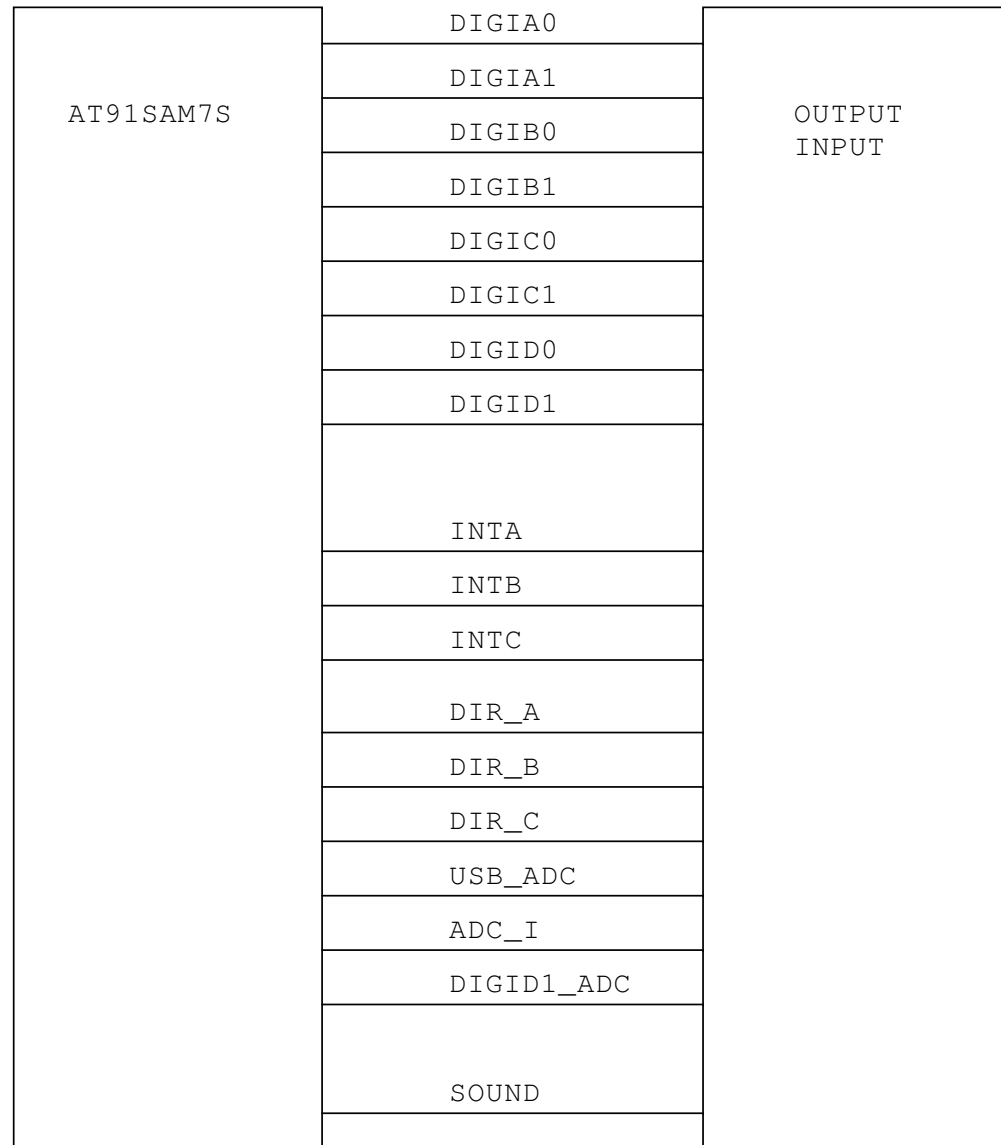 DIGIA0
DIGIA1
AT91SAM7S
OUTPUT
INPUT
DIGIB0
DIGIB1
DIGIC0
DIGIC1
DIGID0
DIGID1
INTA
INTB
INTC
DIR_A
DIR_B
DIR_C
USB_ADC
ADC_I
DIGID1_ADC
SOUND